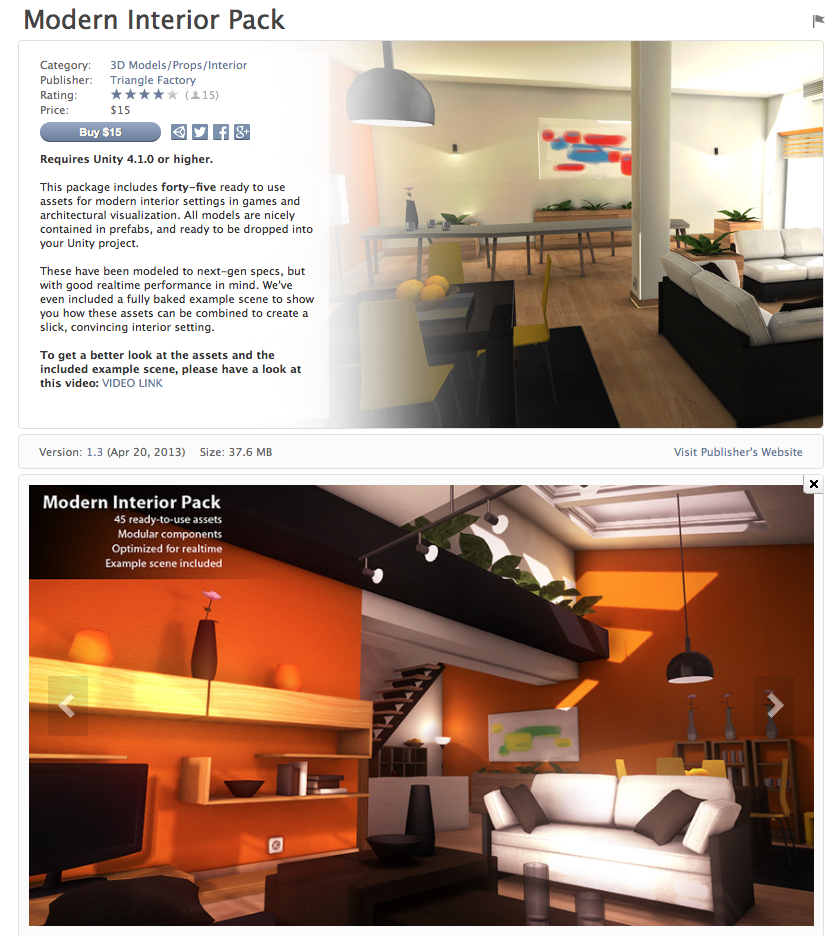 Modern Interior Pack
Category: 3D Models/Props/Interior
Publisher: Triangle Factory
Rating: (15)
Price: $15
Buy $15
Requires Unity 4.1.0 or higher.
This package includes forty-five ready to use
assets for modern interior settings in games and
architectural visualization. All models are nicely
contained in prefabs, and ready to be dropped into
your Unity project.
These have been modeled to next-gen specs, but
with good realtime performance in mind. We've
even included a fully baked example scene to show
you how these assets can be combined to create a
slick, convincing interior setting.
To get a better look at the assets and the
included example scene, please have a look at
this video: VIDEO LINK
Version: 1.3 (Apr 20, 2013) Size: 37.6 MB
Visit Publisher's Website
Modern Interior Pack
45 ready-to-use assets
Modular components
Optimized for realtime
Example scene included